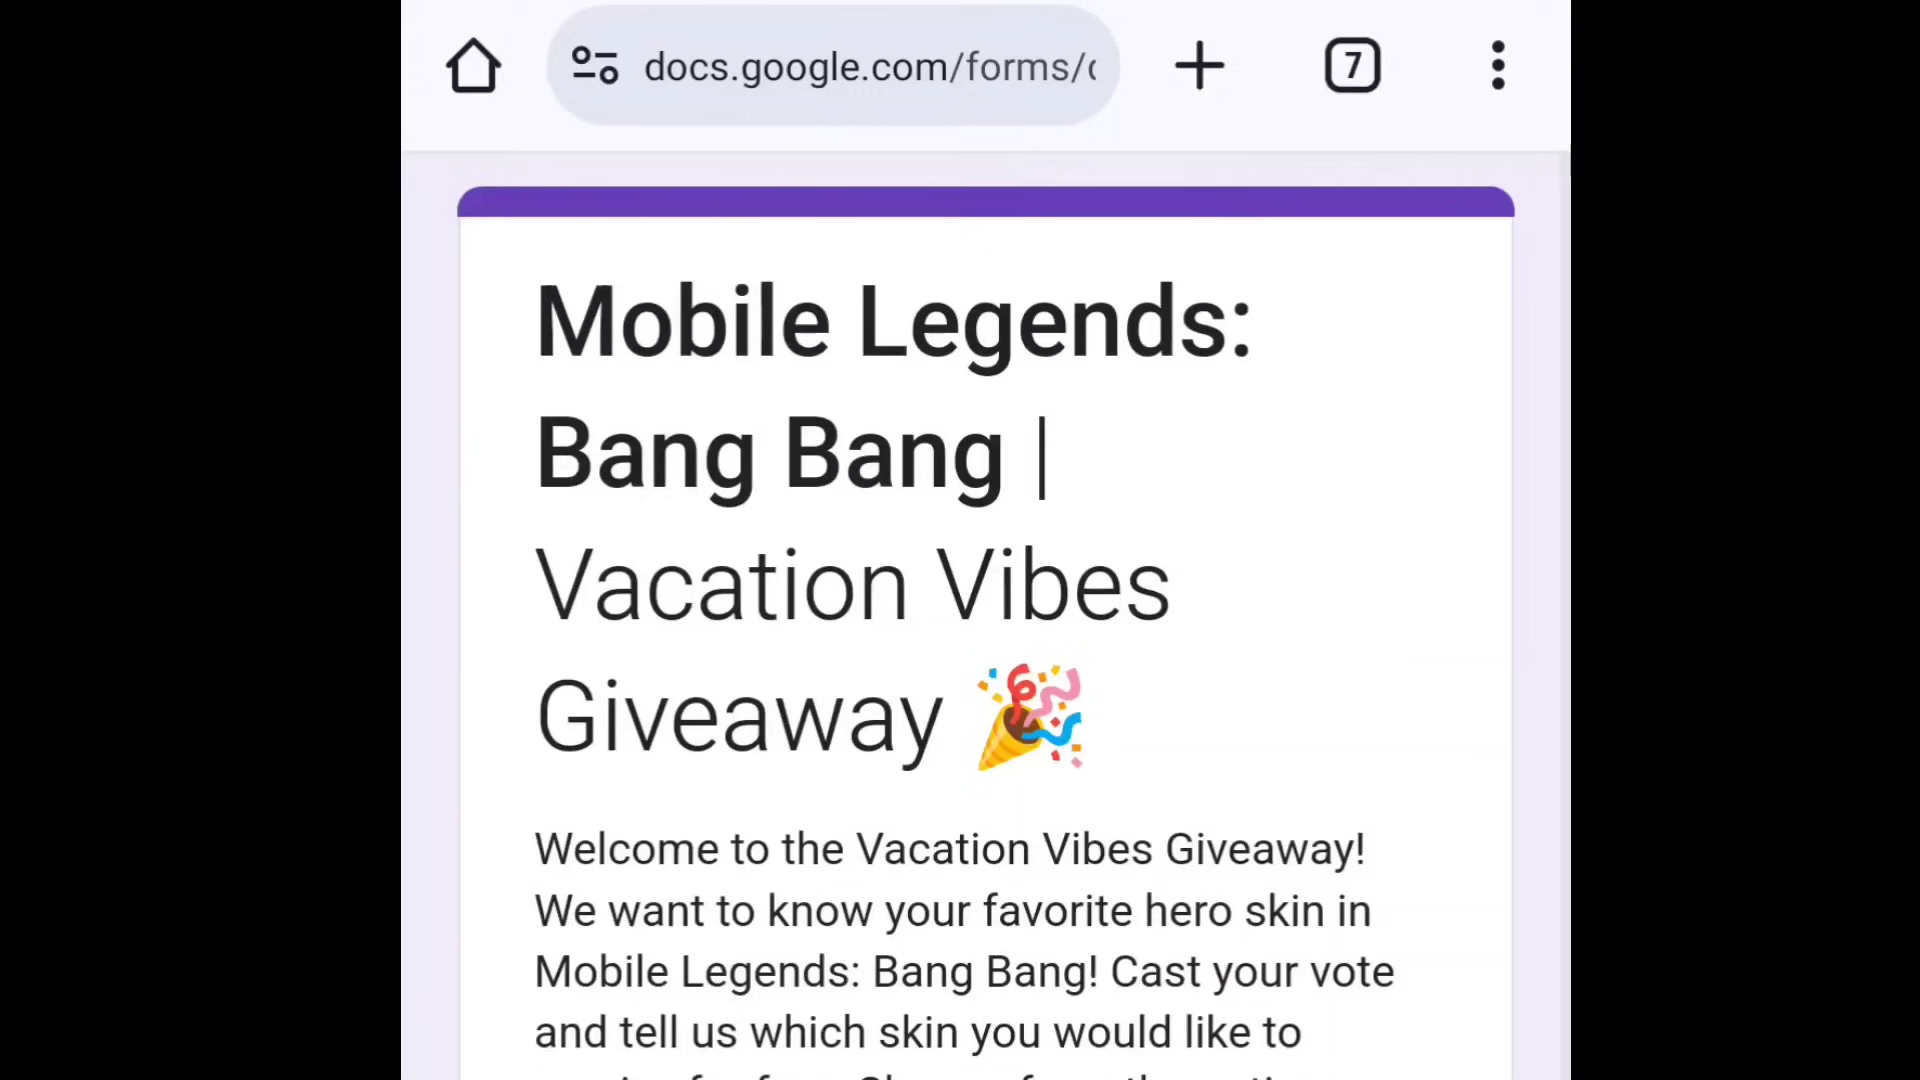 docs.google.com/forms/
7
Mobile Legends:
Bang Bang |
Vacation Vibes
Giveaway 🎉
Welcome to the Vacation Vibes Giveaway!
We want to know your favorite hero skin in
Mobile Legends: Bang Bang! Cast your vote
and tell us which skin you would like to